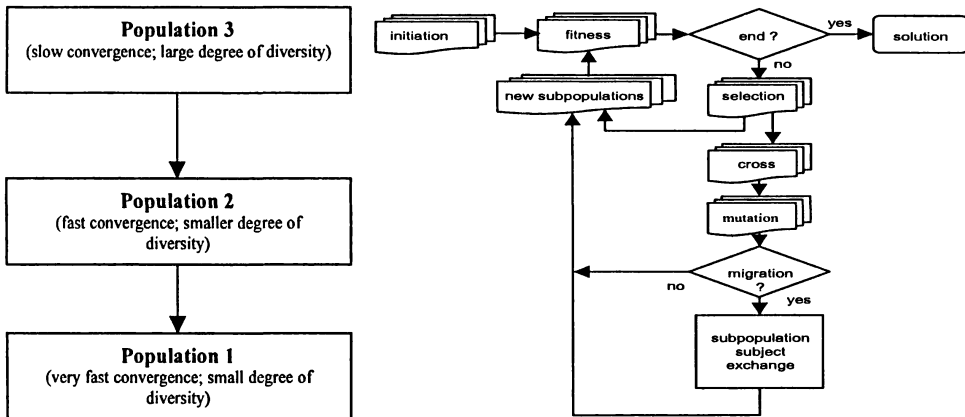 Population 3
(slow convergence; large degree of diversity)
Population 2
(fast convergence; smaller degree of
diversity)
Population 1
(very fast convergence; small degree of
diversity)
initiation
fitness
end ?
yes
solution
no
new subpopulations
selection
cross
mutation
migration
?
no
yes
subpopulation
subject
exchange